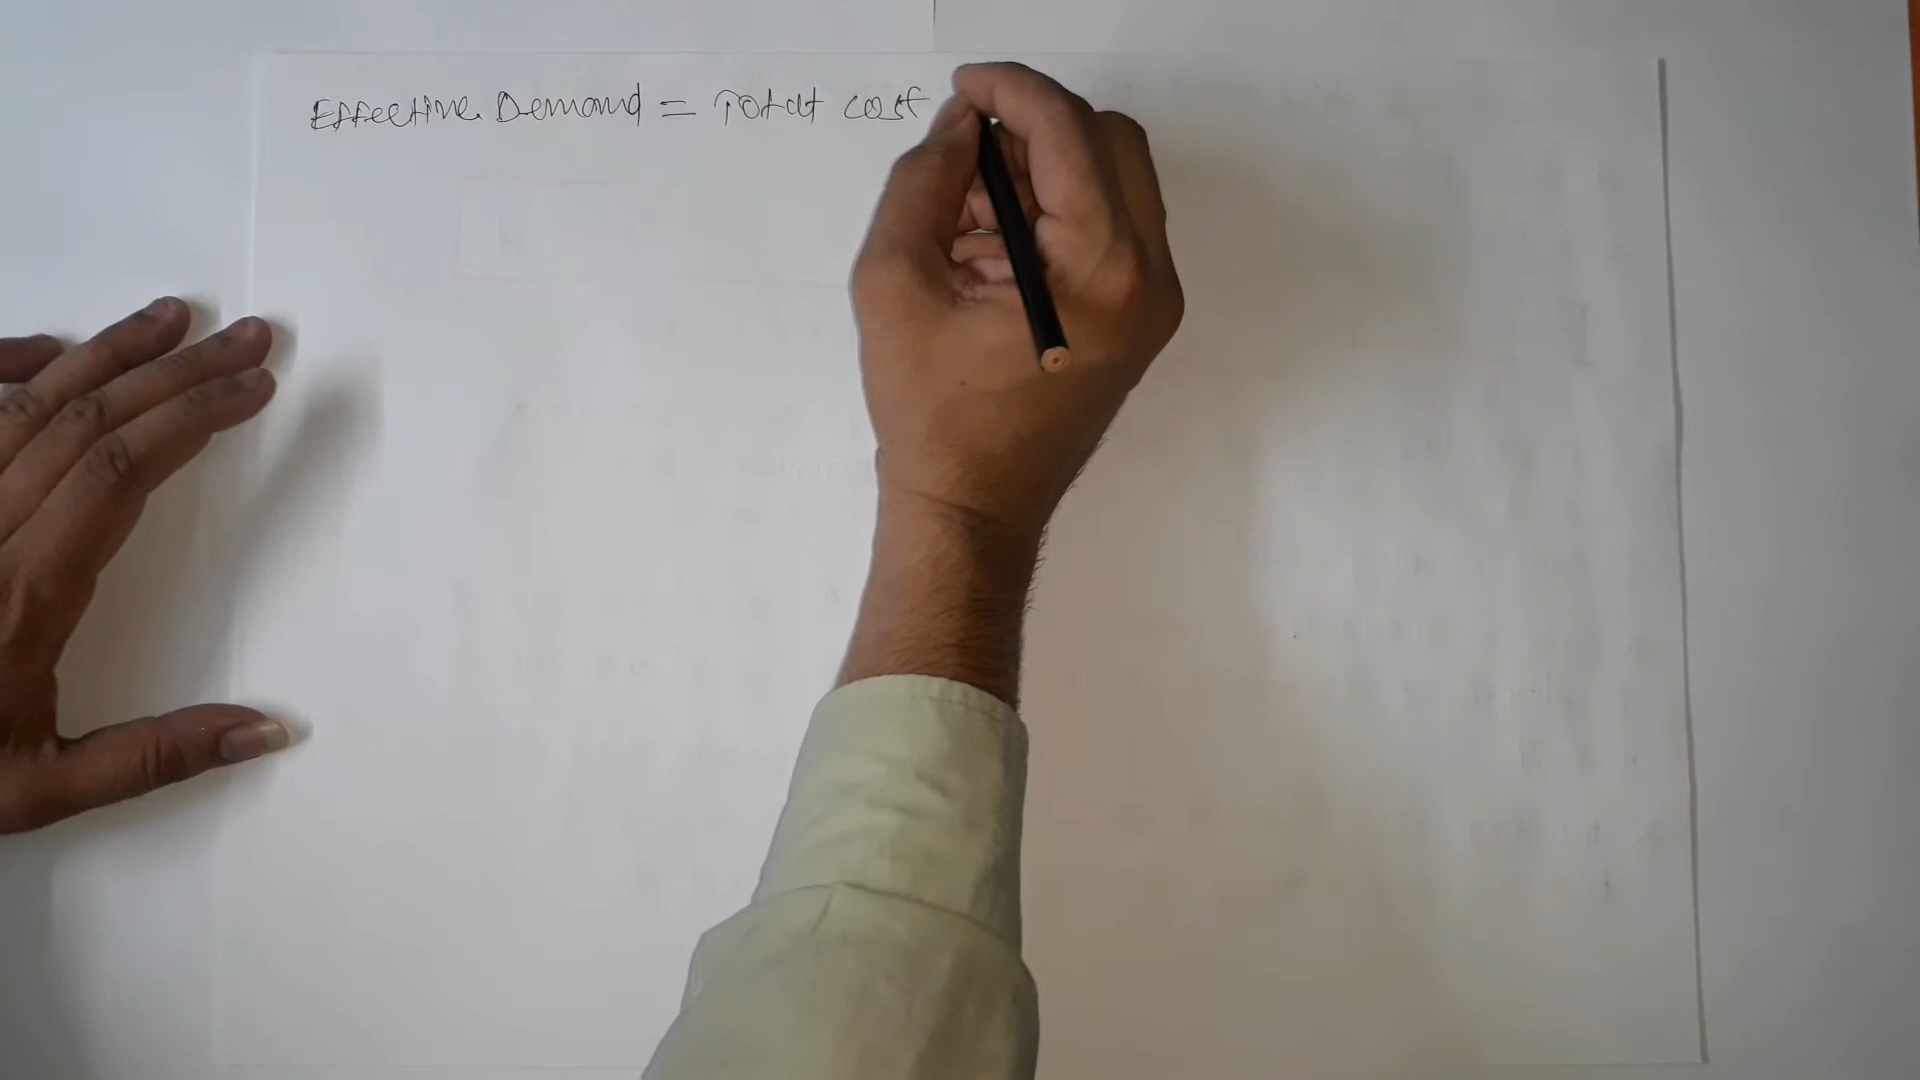 Effective Demand = Total cost